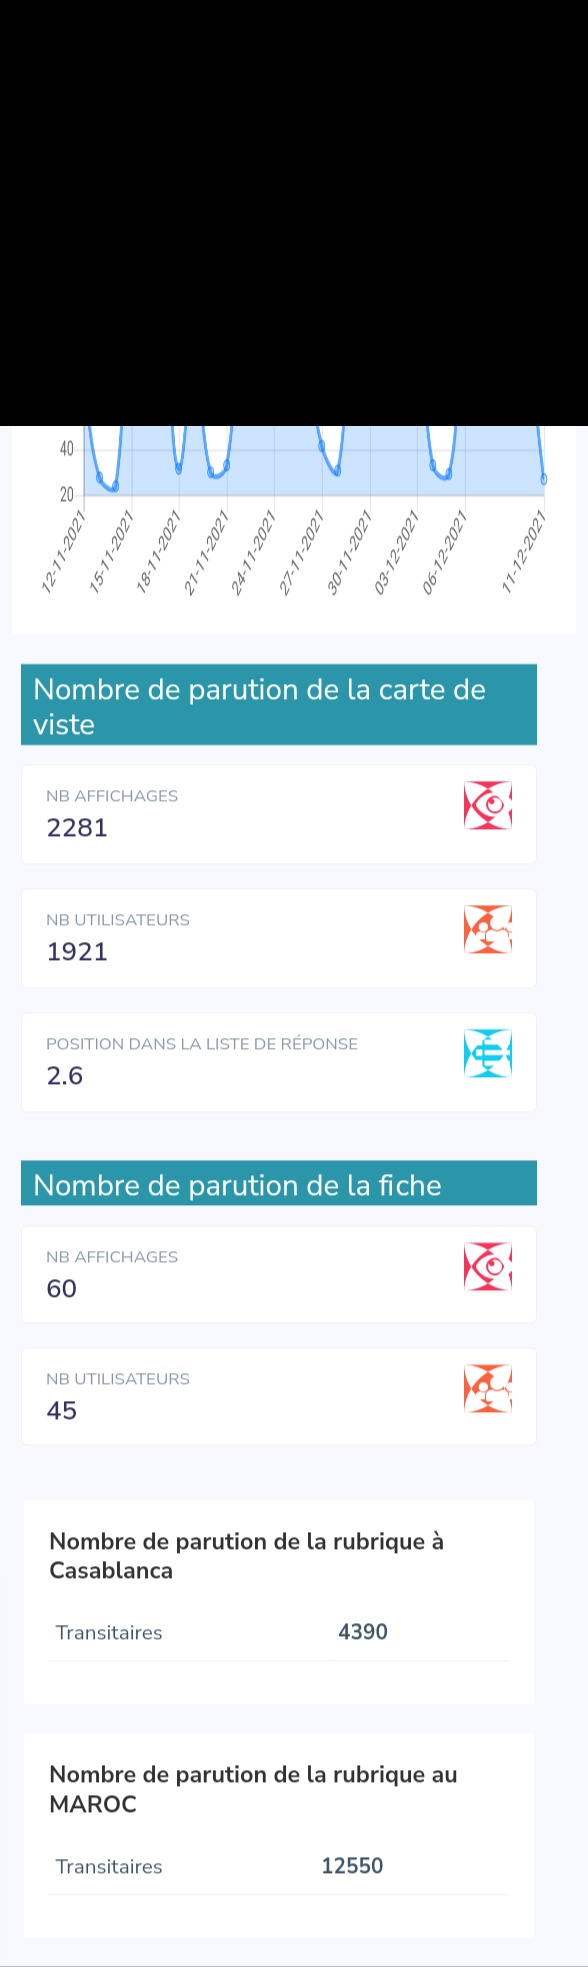 40
20
12-11-2021
15-11-2021
18-11-2021
21-11-2021
24-11-2021
27-11-2021
30-11-2021
03-12-2021
06-12-2021
11-12-2021
Nombre de parution de la carte de
viste
NB AFFICHAGES
2281
NB UTILISATEURS
1921
POSITION DANS LA LISTE DE RÉPONSE
2.6
Nombre de parution de la fiche
NB AFFICHAGES
60
NB UTILISATEURS
45
Nombre de parution de la rubrique à
Casablanca
Transitaires 4390
Nombre de parution de la rubrique au
MAROC
Transitaires 12550